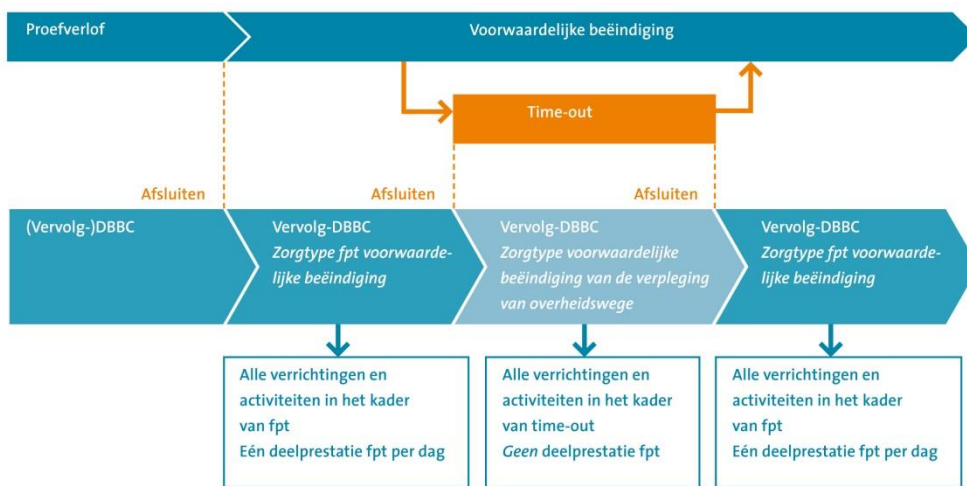 Proefverlof
Voorwaardelijke beëindiging
Time-out
Afsluiten
Afsluiten
Afsluiten
(Vervolg-)DBBC
Vervolg-DBBC
Zorgtype fpt voorwaarde-
lijke beëindiging
Vervolg-DBBC
Zorgtype voorwaardelijke
beëindiging van de verpleging
van overheidswege
Vervolg-DBBC
Zorgtype fpt voorwaarde-
lijke beëindiging
Alle verrichtingen en
activiteiten in het kader
van fpt
Eén deelprestatie fpt per dag
Alle verrichtingen en
activiteiten in het kader
van time-out
Geen deelprestatie fpt
Alle verrichtingen en
activiteiten in het kader
van fpt
Eén deelprestatie fpt per dag